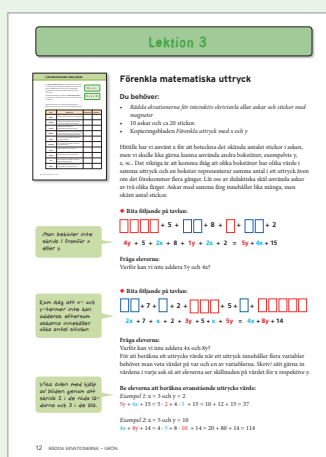 Lektion 3
Förenkla matematiska uttryck
Du behöver:
• Rädda ekvationerna för interaktiv skrivtavla eller askar och stickor med
magneter
• 10 askar och ca 20 stickor.
• Kopieringsbladen Förenkla uttryck med x och y
Hittills har vi använt x för att beteckna det okända antalet stickor i asken,
men vi skulle lika gärna kunna använda andra bokstäver, exempelvis y,
z, w... Det viktiga är att komma ihåg att olika bokstäver har olika värde i
samma uttryck och en bokstav representerar samma antal i ett uttryck även
om det förekommer flera gånger. Låt oss av didaktiska skäl använda askar
av två olika färger. Askar med samma färg innehåller lika många, men
okänt antal stickor.
◆ Rita följande på tavlan:
+ 5 + + 8 + + + 2
4y + 5 + 2x + 8 + 1y + 2x + 2 = 5y + 4x + 15
Man behöver inte
skriva 1 framför x
eller y.
Fråga eleverna:
Varför kan vi inte addera 5y och 4x?
◆ Rita följande på tavlan:
+ 7 + + 2 + + 5 + +
2x + 7 + x + 2 + 3y + 5 + x + 5y = 4x + 8y + 14
Kom ihåg att x- och
y-termer inte kan
adderas eftersom
askarna innehåller
olika antal stickor.
Fråga eleverna:
Varför kan vi inte addera 4x och 8y?
För att beräkna ett uttrycks värde när ett uttryck innehåller flera variabler
behöver man veta värdet på var och en av variablerna. Skriv/ sätt gärna in
värdena i varje ask så att eleverna ser skillnaden på värdet för x respektive y.
Visa även med hjälp
av bilden genom att
skriva 2 i de röda lå-
dorna och 3 i de blå.
Be eleverna att beräkna ovanstående uttrycks värde:
Exempel 1: x = 3 och y = 2
5y + 4x + 15 = 5 · 2 + 4 · 3 + 15 = 10 + 12 + 15 = 37
Exempel 2: x = 5 och y = 10
4x + 8y + 14 = 4 · 5 + 8 · 10 + 14 = 20 + 80 + 14 = 114
12 RÄDDA EKVATIONERNA – GRÖN